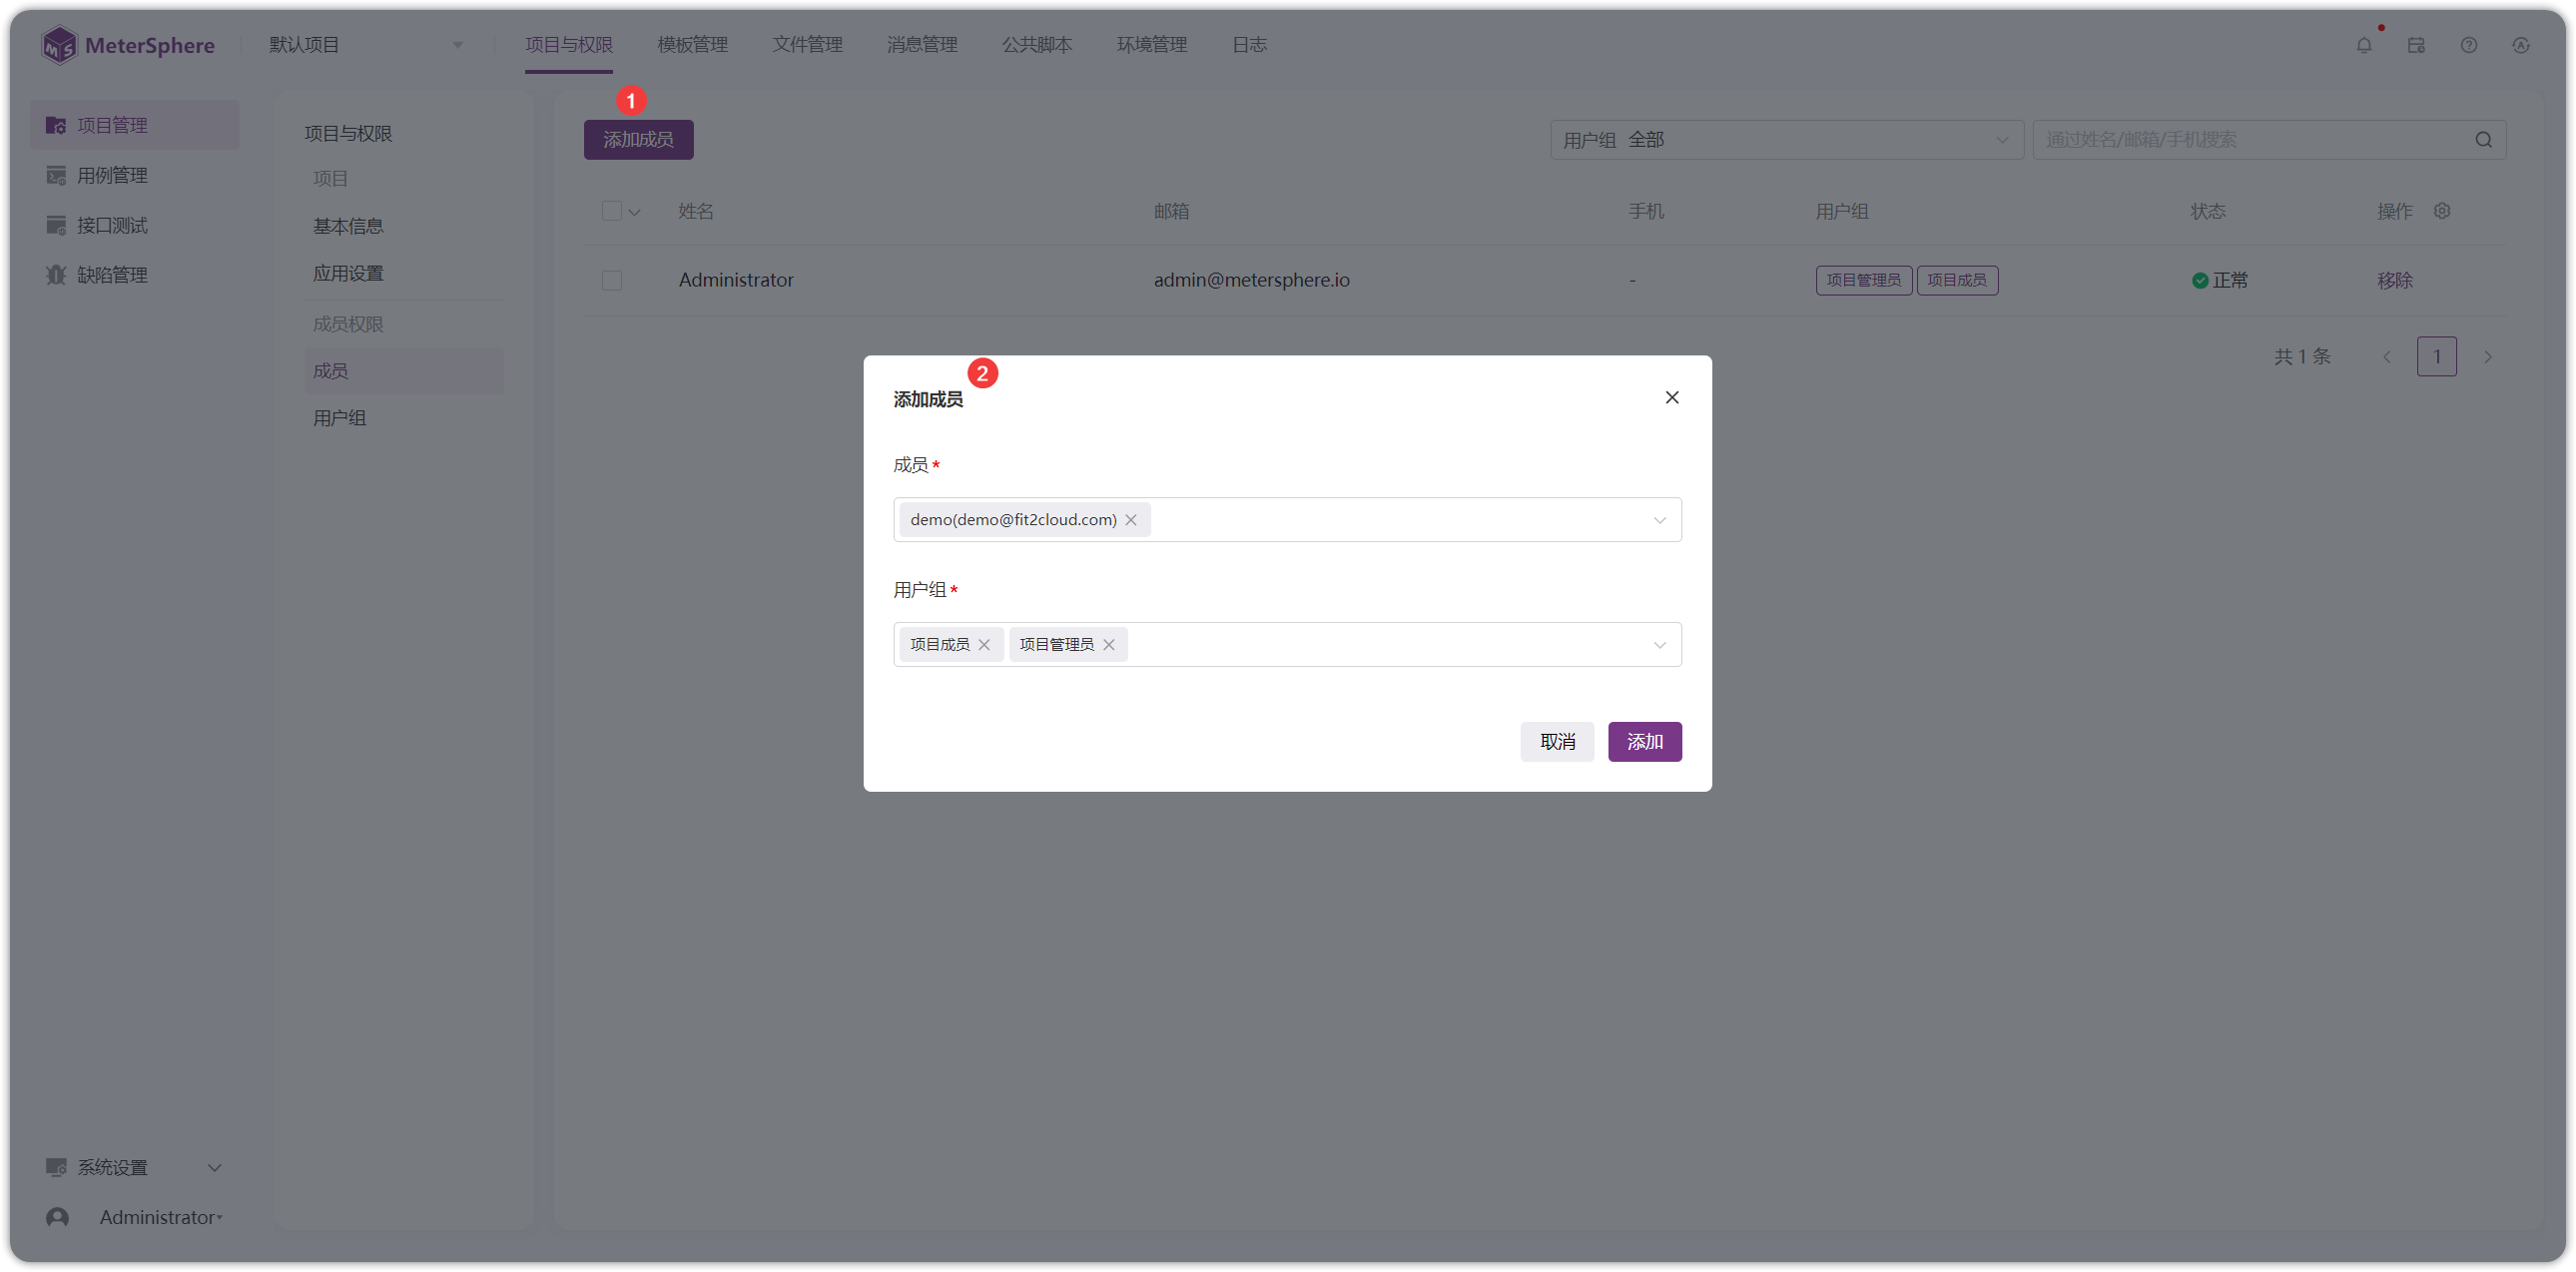 MeterSphere 默认项目 项目与权限 模板管理 文件管理 消息管理 公共脚本 环境管理 日志
项目管理
用例管理
接口测试
缺陷管理
系统设置
Administrator
项目与权限
项目
基本信息
应用设置
成员权限
成员
用户组
1
添加成员 用户组 全部 通过姓名/邮箱/手机搜索
姓名 邮箱 手机 用户组 状态 操作
Administrator admin@metersphere.io - 项目管理员 项目成员 正常 移除
共 1 条 1
添加成员 2
成员*
demo(demo@fit2cloud.com)
用户组*
项目成员 项目管理员
取消 添加